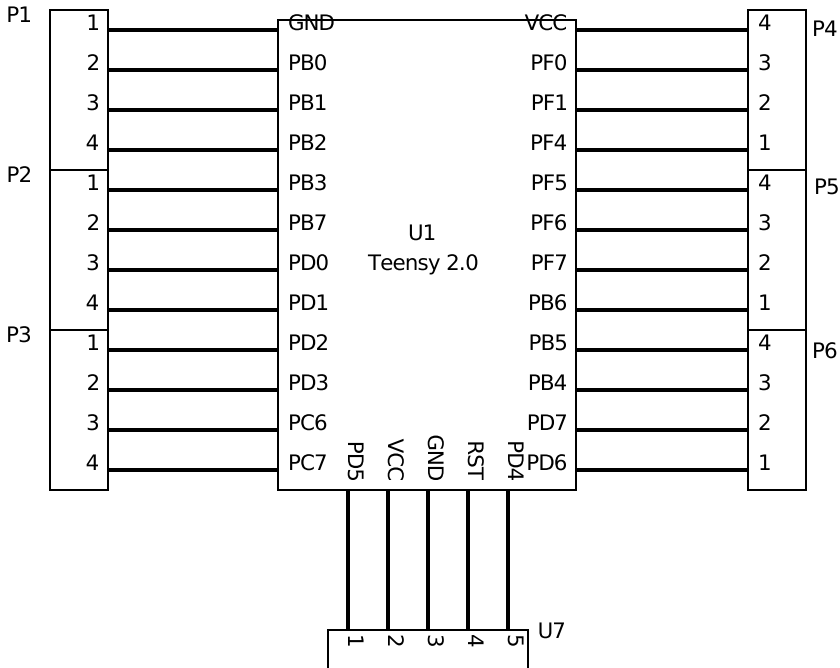 P1
1 GND VCC 4 P4
2 PB0 PF0 3
3 PB1 PF1 2
4 PB2 PF4 1
P2
1 PB3 PF5 4 P5
2 PB7 PF6 3
U1
3 PD0 Teensy 2.0 PF7 2
4 PD1 PB6 1
P3
1 PD2 PB5 4 P6
2 PD3 PB4 3
3 PC6 PD7 2
4 PC7 PD5 VCC GND RST PD4 PD6 1
1 2 3 4 5 U7